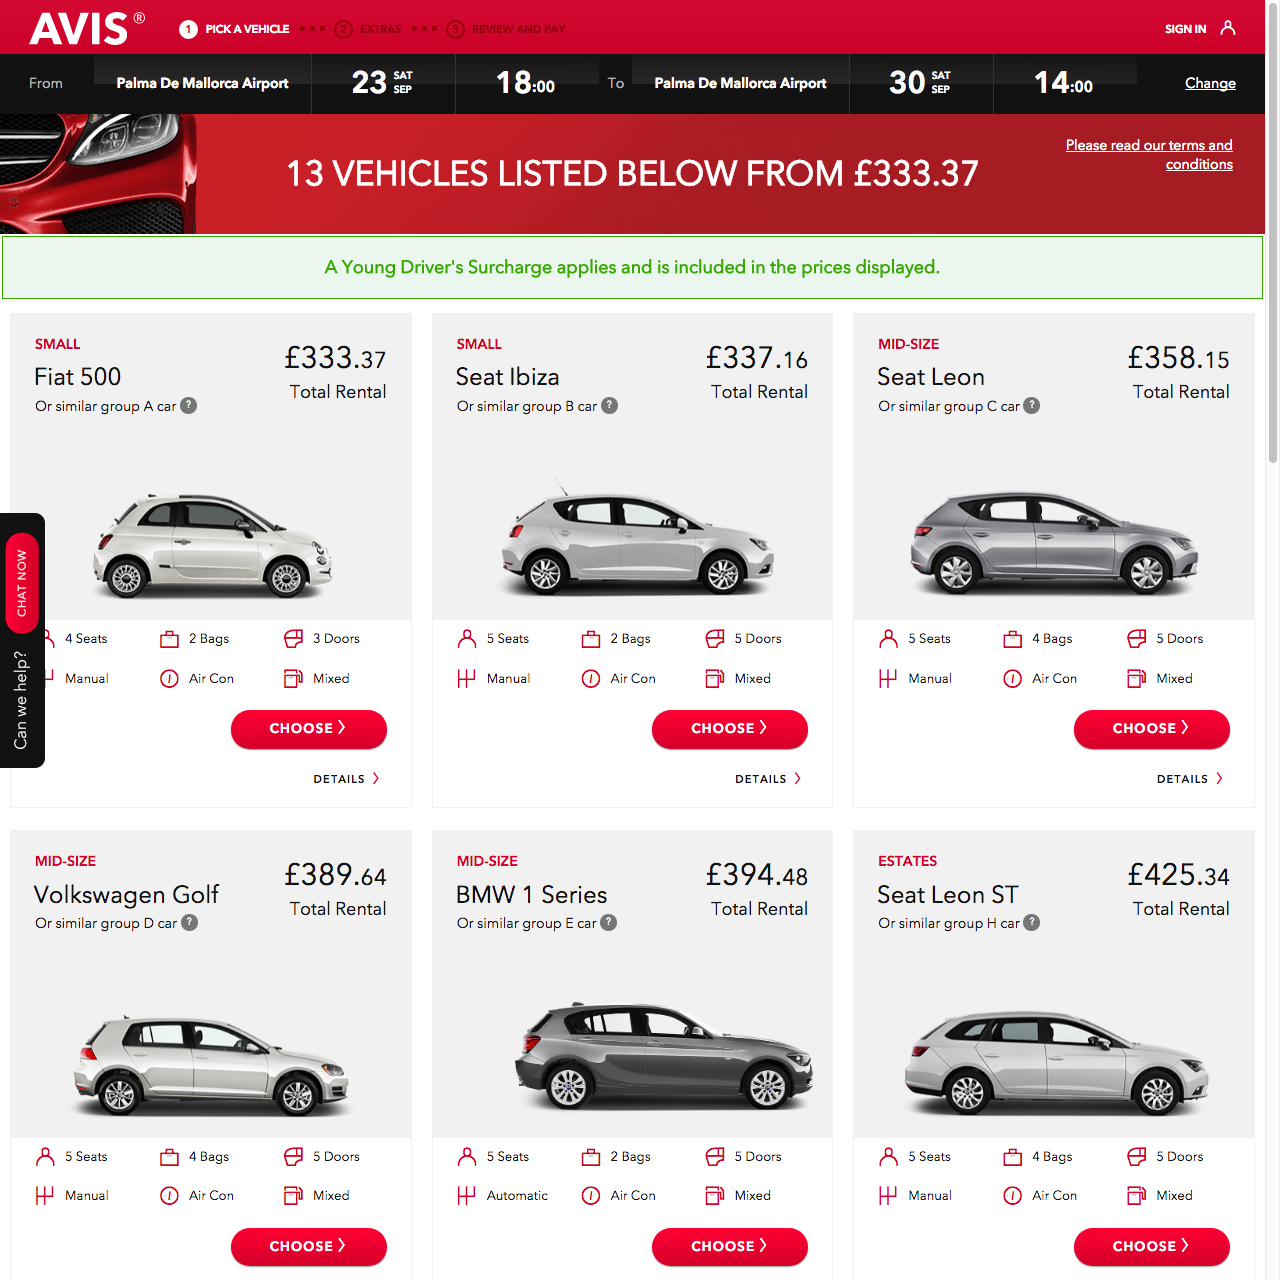 AVIS ®
1 PICK A VEHICLE 2 EXTRAS 3 REVIEW AND PAY
SIGN IN
From Palma De Mallorca Airport 23 SAT SEP 18:00 To Palma De Mallorca Airport 30 SAT SEP 14:00 Change
13 VEHICLES LISTED BELOW FROM £333.37
Please read our terms and
conditions
A Young Driver's Surcharge applies and is included in the prices displayed.
SMALL
Fiat 500
Or similar group A car ?
£333.37
Total Rental
4 Seats 2 Bags 3 Doors
Manual Air Con Mixed
CHOOSE
DETAILS
SMALL
Seat Ibiza
Or similar group B car ?
£337.16
Total Rental
5 Seats 2 Bags 5 Doors
Manual Air Con Mixed
CHOOSE
DETAILS
MID-SIZE
Seat Leon
Or similar group C car ?
£358.15
Total Rental
5 Seats 4 Bags 5 Doors
Manual Air Con Mixed
CHOOSE
DETAILS
Can we help?
CHAT NOW
MID-SIZE
Volkswagen Golf
Or similar group D car ?
£389.64
Total Rental
5 Seats 4 Bags 5 Doors
Manual Air Con Mixed
CHOOSE
MID-SIZE
BMW 1 Series
Or similar group E car ?
£394.48
Total Rental
5 Seats 2 Bags 5 Doors
Automatic Air Con Mixed
CHOOSE
ESTATES
Seat Leon ST
Or similar group H car ?
£425.34
Total Rental
5 Seats 4 Bags 5 Doors
Manual Air Con Mixed
CHOOSE